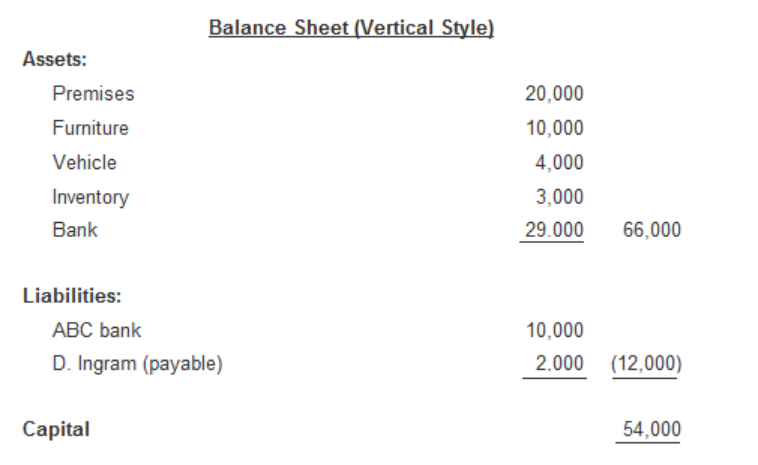 Balance Sheet (Vertical Style)
Assets:
Premises 20,000
Furniture 10,000
Vehicle 4,000
Inventory 3,000
Bank 29.000 66,000
Liabilities:
ABC bank 10,000
D. Ingram (payable) 2.000 (12,000)
Capital 54,000